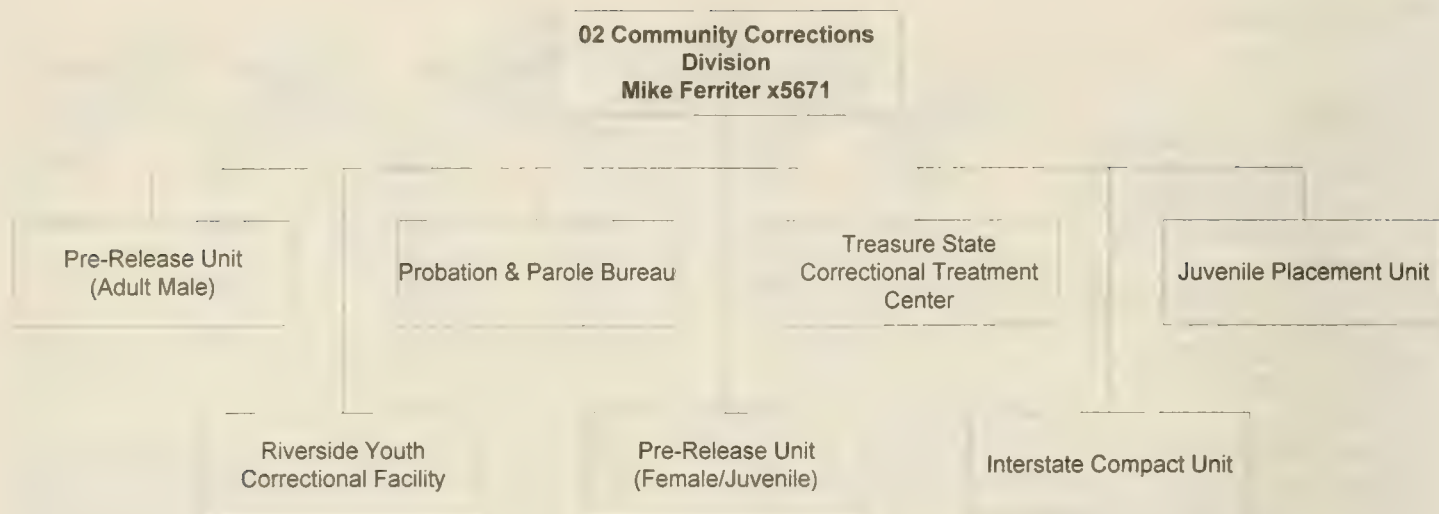 02 Community Corrections
Division
Mike Ferriter x5671
Pre-Release Unit
(Adult Male)
Probation & Parole Bureau
Treasure State
Correctional Treatment
Center
Juvenile Placement Unit
Riverside Youth
Correctional Facility
Pre-Release Unit
(Female/Juvenile)
Interstate Compact Unit